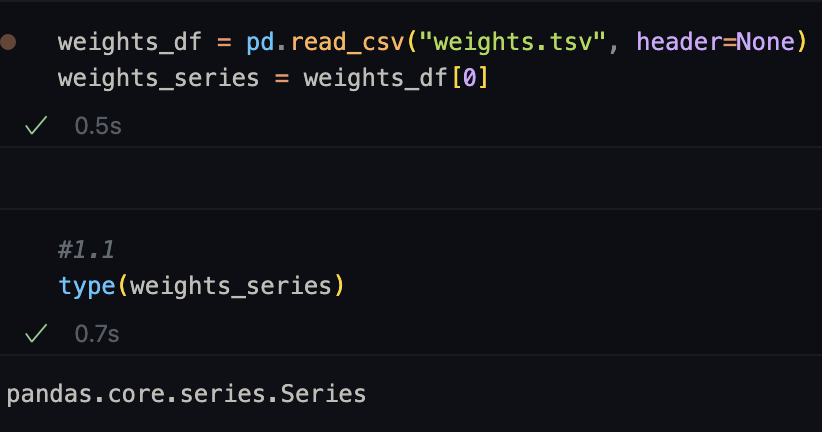 weights_df = pd.read_csv("weights.tsv", header=None)
weights_series = weights_df[0]
0.5s
#1.1
type(weights_series)
0.7s
pandas.core.series.Series